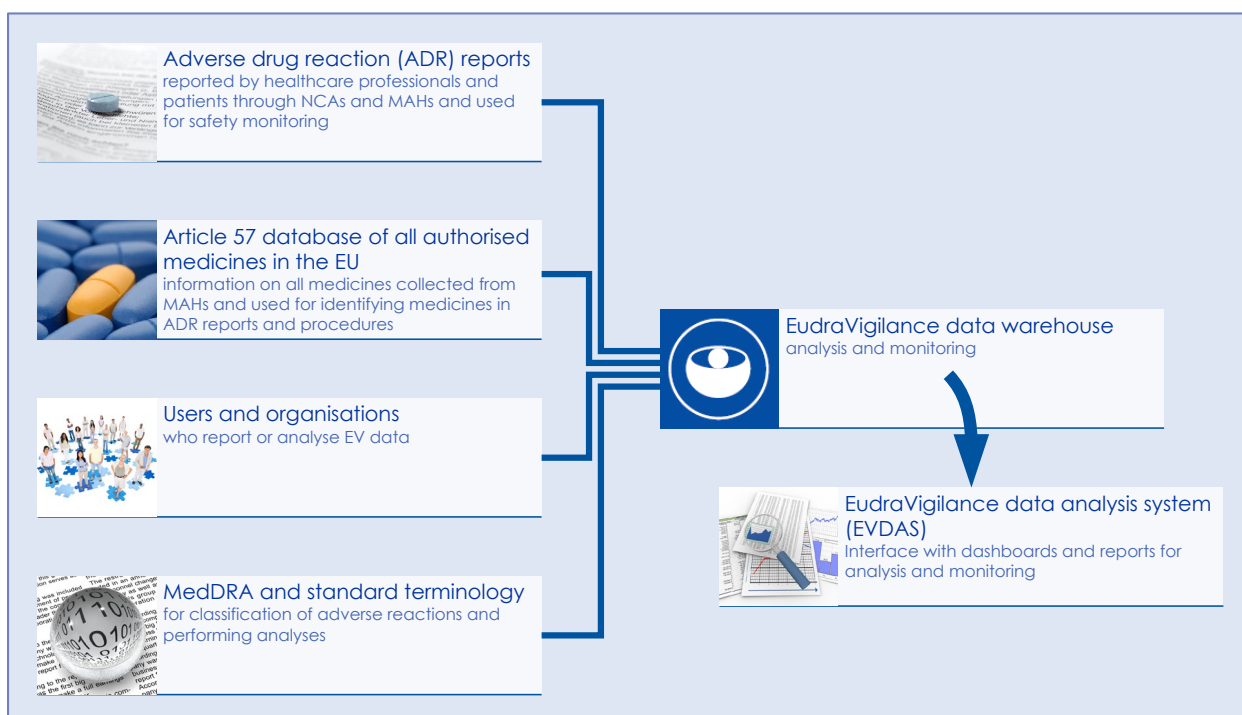 Adverse drug reaction (ADR) reports
reported by healthcare professionals and
patients through NCAs and MAHs and used
for safety monitoring
Article 57 database of all authorised
medicines in the EU
information on all medicines collected from
MAHs and used for identifying medicines in
ADR reports and procedures
Users and organisations
who report or analyse EV data
MedDRA and standard terminology
for classification of adverse reactions and
performing analyses
EudraVigilance data warehouse
analysis and monitoring
EudraVigilance data analysis system
(EVDAS)
Interface with dashboards and reports for
analysis and monitoring